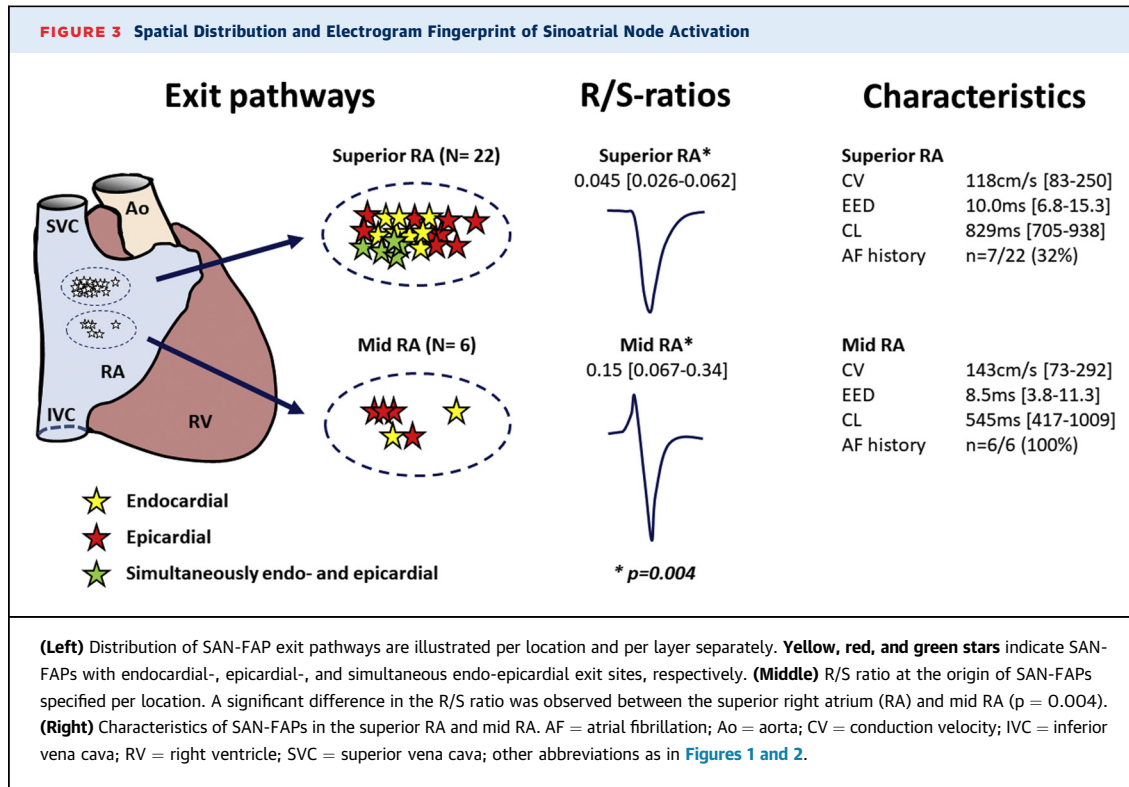 FIGURE 3 Spatial Distribution and Electrogram Fingerprint of Sinoatrial Node Activation
Exit pathways
R/S-ratios
Characteristics
SVC
Ao
RA
IVC
RV
Superior RA (N= 22)
Mid RA (N= 6)
Endocardial
Epicardial
Simultaneously endo- and epicardial
Superior RA*
0.045 [0.026-0.062]
Mid RA*
0.15 [0.067-0.34]
* p=0.004
Superior RA
CV 118cm/s [83-250]
EED 10.0ms [6.8-15.3]
CL 829ms [705-938]
AF history n=7/22 (32%)
Mid RA
CV 143cm/s [73-292]
EED 8.5ms [3.8-11.3]
CL 545ms [417-1009]
AF history n=6/6 (100%)
(Left) Distribution of SAN-FAP exit pathways are illustrated per location and per layer separately. Yellow, red, and green stars indicate SAN-
FAPs with endocardial-, epicardial-, and simultaneous endo-epicardial exit sites, respectively. (Middle) R/S ratio at the origin of SAN-FAPs
specified per location. A significant difference in the R/S ratio was observed between the superior right atrium (RA) and mid RA (p = 0.004).
(Right) Characteristics of SAN-FAPs in the superior RA and mid RA. AF = atrial fibrillation; Ao = aorta; CV = conduction velocity; IVC = inferior
vena cava; RV = right ventricle; SVC = superior vena cava; other abbreviations as in Figures 1 and 2.